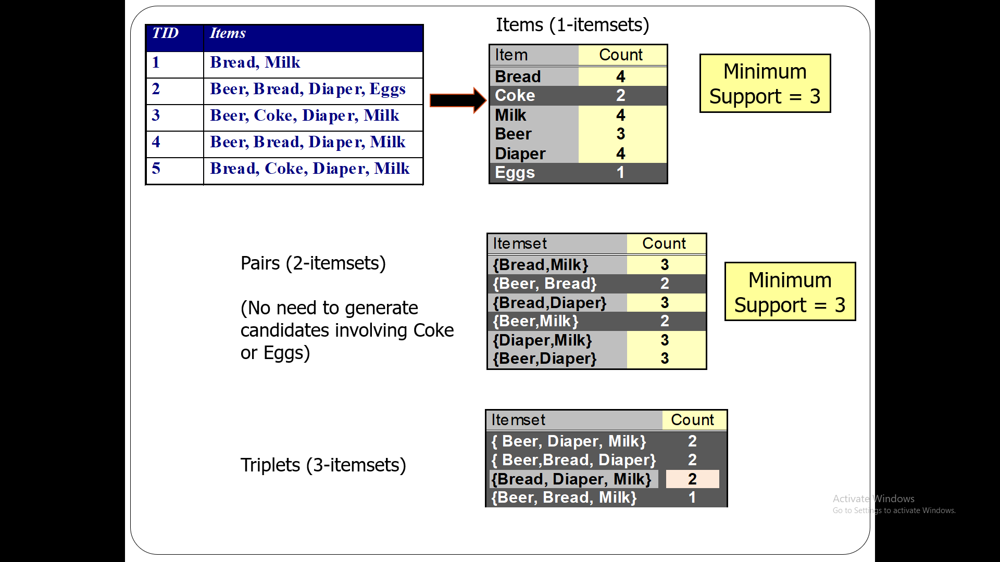 TID Items
1 Bread, Milk
2 Beer, Bread, Diaper, Eggs
3 Beer, Coke, Diaper, Milk
4 Beer, Bread, Diaper, Milk
5 Bread, Coke, Diaper, Milk
Items (1-itemsets)
Item Count
Bread 4
Coke 2
Milk 4
Beer 3
Diaper 4
Eggs 1
Minimum
Support = 3
Pairs (2-itemsets)
(No need to generate
candidates involving Coke
or Eggs)
Itemset Count
{Bread,Milk} 3
{Beer, Bread} 2
{Bread,Diaper} 3
{Beer,Milk} 2
{Diaper,Milk} 3
{Beer,Diaper} 3
Minimum
Support = 3
Triplets (3-itemsets)
Itemset Count
{ Beer, Diaper, Milk} 2
{ Beer,Bread, Diaper} 2
{Bread, Diaper, Milk} 2
{Beer, Bread, Milk} 1
Activate Windows
Go to Settings to activate Windows.